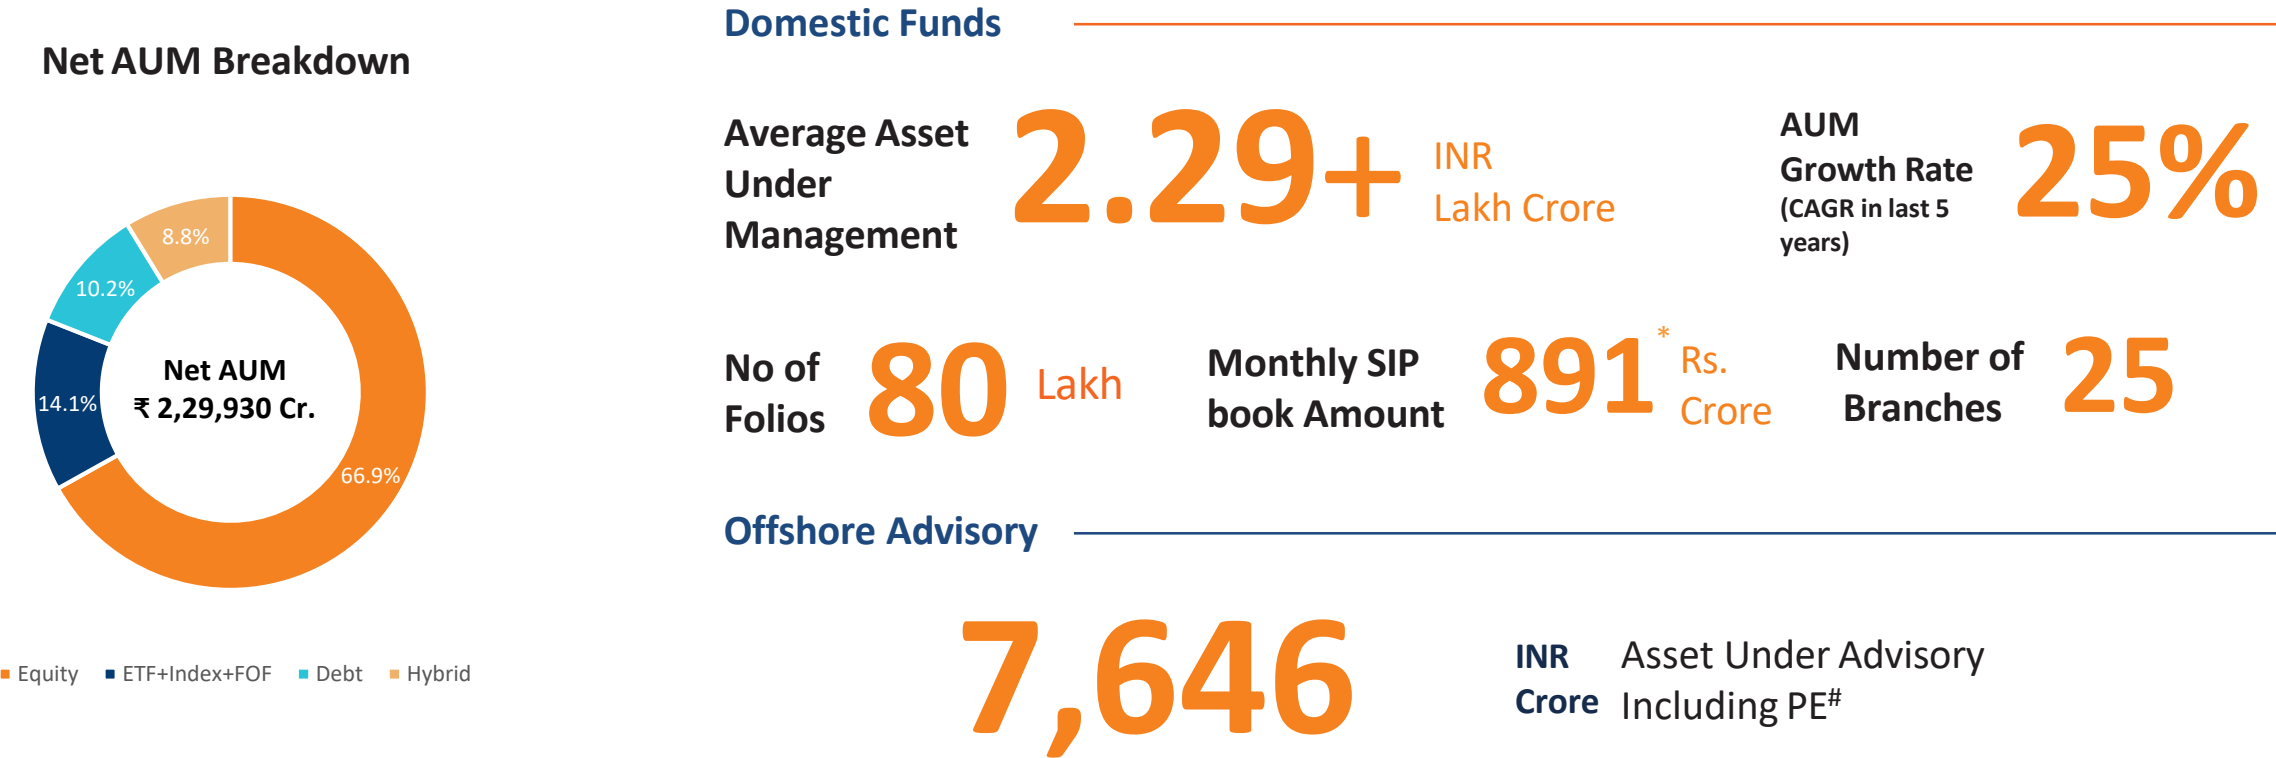 Net AUM Breakdown
8.8%
10.2%
14.1%
66.9%
Net AUM
₹ 2,29,930 Cr.
Equity ETF+Index+FOF Debt Hybrid
Domestic Funds
Average Asset
Under
Management
2.29+
INR
Lakh Crore
AUM
Growth Rate
(CAGR in last 5
years)
25%
No of
Folios
80
Lakh
Monthly SIP
book Amount
891*
Rs.
Crore
Number of
Branches
25
Offshore Advisory
7,646
INR
Crore
Asset Under Advisory
Including PE#